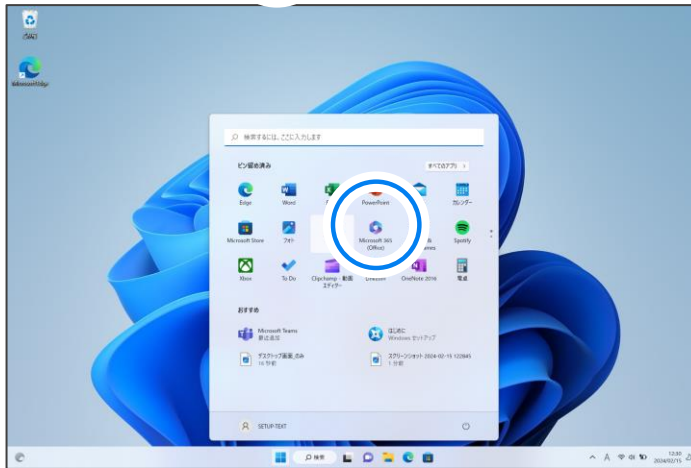 Microsoft Edge
検索するには、ここに入力します
ピン留め済み
すべてのアプリ >
Edge
Word
PowerPoint
カレンダー
Microsoft Store
フォト
Microsoft 365
(Office)
Spotify
Xbox
To Do
Clipchamp - 動画
エディター
LinkedIn
OneNote 2016
電卓
おすすめ
Microsoft Teams
最近追加
はじめに
Windows セットアップ
デスクトップ画面_のみ
スクリーンショット 2024-02-15 122845
1 分前
SETUP-TEXT
検索
A
12:30
2024/02/15